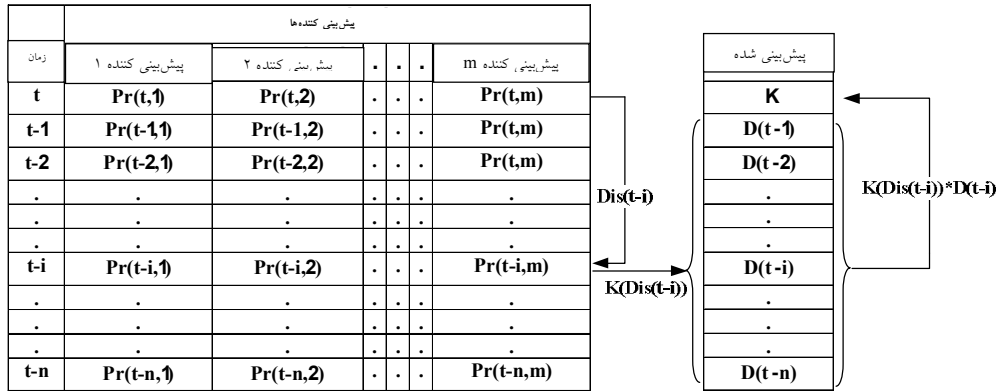 پیش‌بینی کننده‌ها
زمان پیش‌بینی کننده ۱ پیش‌بینی کننده ۲ . . . پیش‌بینی کننده m پیش‌بینی شده
t Pr(t,1) Pr(t,2) . . . Pr(t,m) K
t-1 Pr(t-1,1) Pr(t-1,2) . . . Pr(t,m) D(t-1)
t-2 Pr(t-2,1) Pr(t-2,2) . . . Pr(t,m) D(t-2)
. . . . . . . .
Dis(t-i) K(Dis(t-i))*D(t-i)
. . . . . . . .
. . . . . . . .
t-i Pr(t-i,1) Pr(t-i,2) . . . Pr(t-i,m) D(t-i)
K(Dis(t-i))
. . . . . . . .
. . . . . . . .
. . . . . . . .
t-n Pr(t-n,1) Pr(t-n,2) . . . Pr(t-n,m) D(t-n)